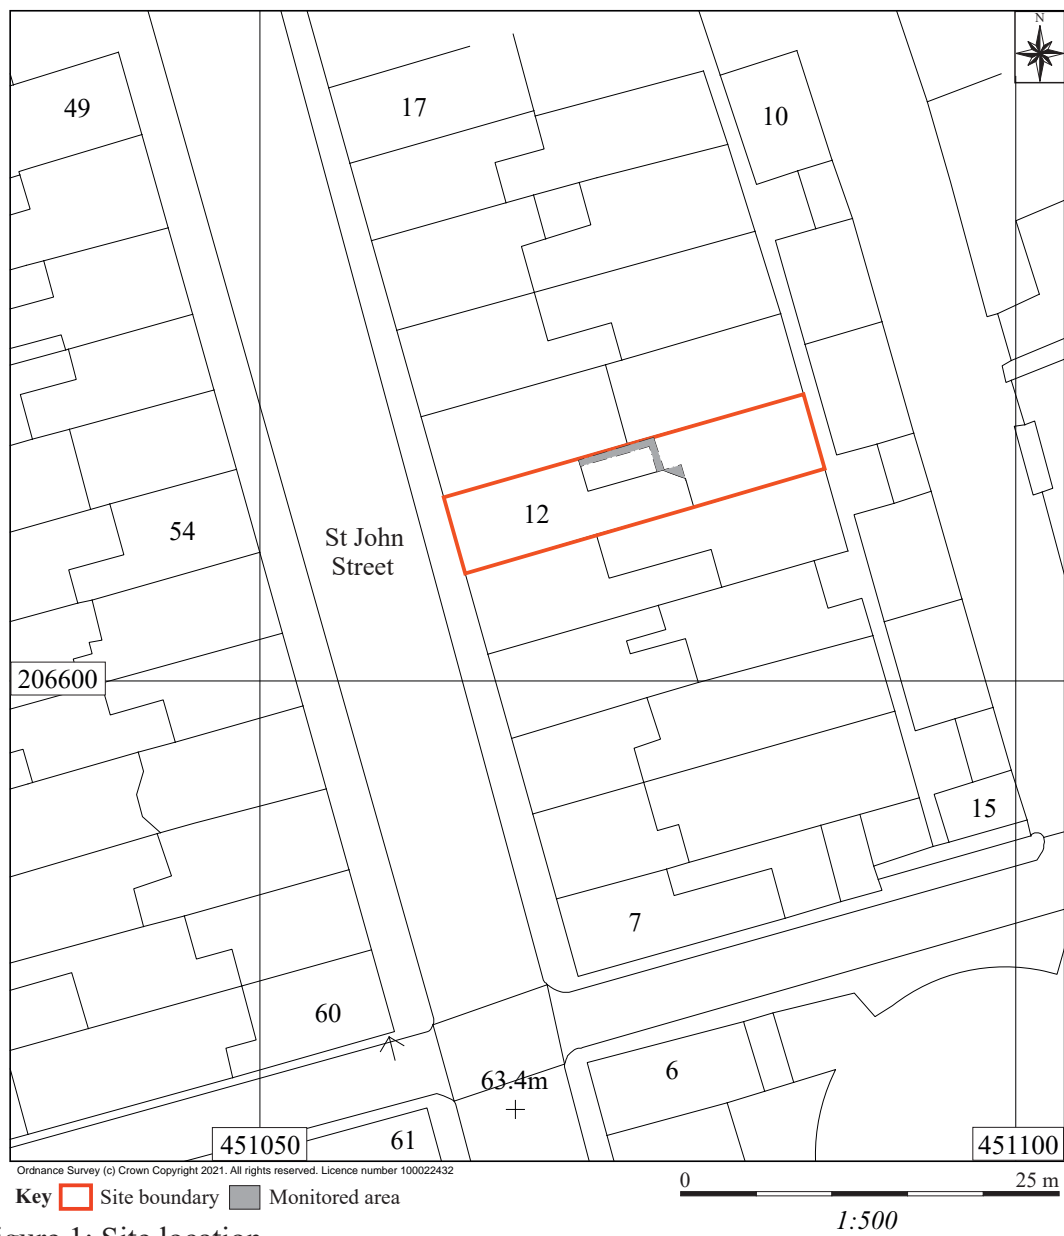 N
49
17
10
54
12
St John
Street
206600
15
7
60
6
63.4m
61
451050
451100
Ordnance Survey (c) Crown Copyright 2021. All rights reserved. Licence number 100022432
Key Site boundary Monitored area
0 25 m
1:500
igure 1: Site location